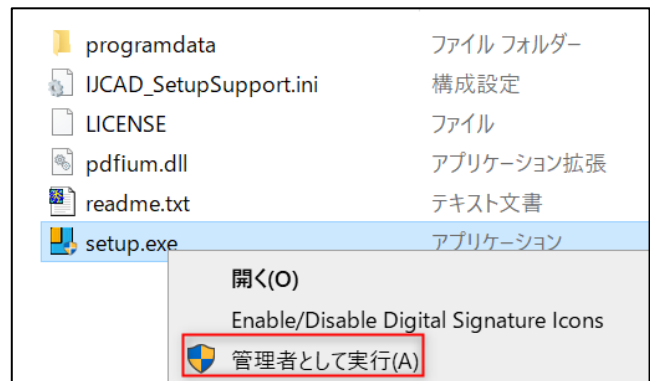 programdata ファイル フォルダー
IJCAD_SetupSupport.ini 構成設定
LICENSE ファイル
pdfium.dll アプリケーション拡張
readme.txt テキスト文書
setup.exe アプリケーション
開く(O)
Enable/Disable Digital Signature Icons
管理者として実行(A)